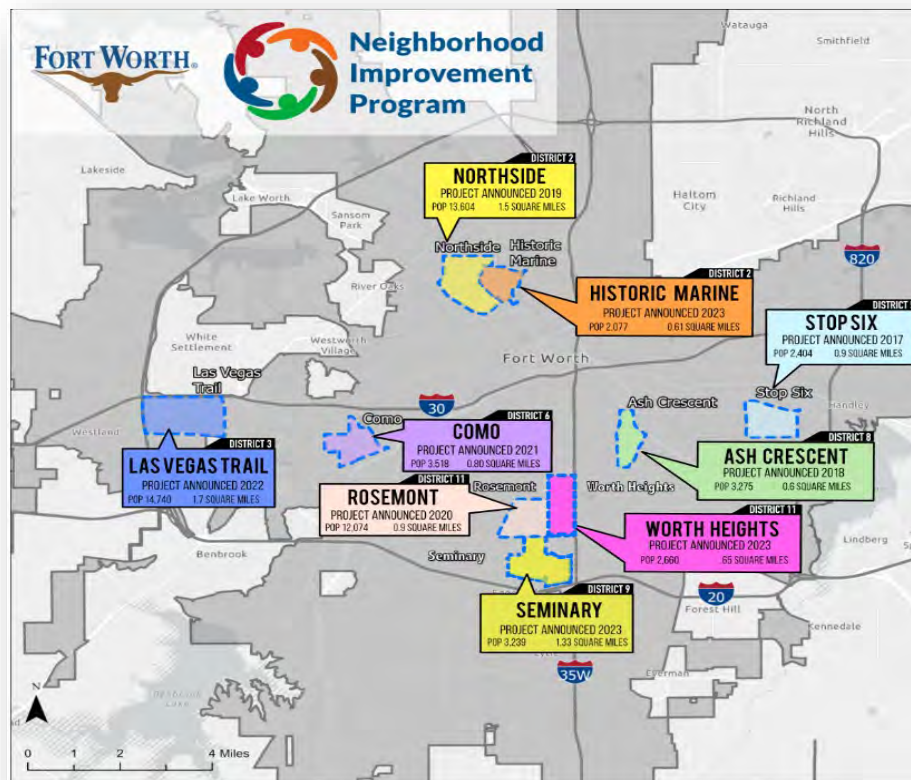 FORT WORTH®
Neighborhood
Improvement
Program
Watauga
Smithfield
North
Richland
Hills
Lakeside
Lake Worth
Sansom
Park
Haltom
City
Richland
Hills
DISTRICT 2
NORTHSIDE
PROJECT ANNOUNCED 2019
POP 13,604 1.5 SQUARE MILES
Northside
Historic
Marine
820
River Oaks
DISTRICT 2
HISTORIC MARINE
PROJECT ANNOUNCED 2023
POP 2,077 0.61 SQUARE MILES
DISTRICT
STOP SIX
PROJECT ANNOUNCED 2017
POP 2,404 0.9 SQUARE MILES
White
Settlement
Westworth
Village
Fort Worth
Las Vegas
Trail
30
Como
Ash Crescent
Stop Six
Handley
Westland
DISTRICT 3
LAS VEGAS TRAIL
PROJECT ANNOUNCED 2022
POP 14,740 1.7 SQUARE MILES
DISTRICT 6
COMO
PROJECT ANNOUNCED 2021
POP 3,518 0.80 SQUARE MILES
DISTRICT 8
ASH CRESCENT
PROJECT ANNOUNCED 2018
POP 3,275 0.6 SQUARE MILES
DISTRICT 11
ROSEMONT
PROJECT ANNOUNCED 2020
POP 12,074 0.9 SQUARE MILES
Rosemont
Worth Heights
DISTRICT 11
WORTH HEIGHTS
PROJECT ANNOUNCED 2023
POP 2,660 .65 SQUARE MILES
Benbrook
Seminary
Lindberg
20
Forest Hill
Kennedale
DISTRICT 9
SEMINARY
PROJECT ANNOUNCED 2023
POP 3,239 1.33 SQUARE MILES
35W
Everman
Benbrook
Lake
N
0 1 2 4 Miles